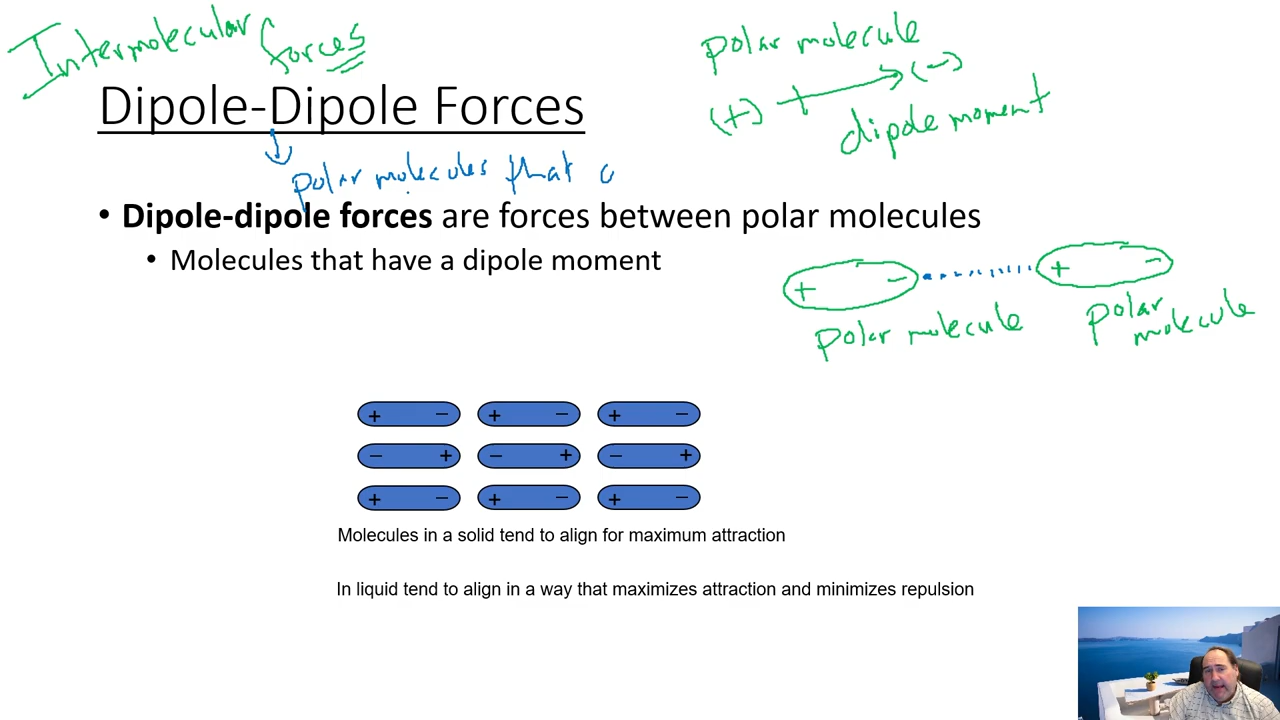 Intermolecular
forces
Dipole-Dipole Forces
polar molecule
(+) (-)
dipole moment
polar molecules that c
• Dipole-dipole forces are forces between polar molecules
• Molecules that have a dipole moment
+ - + -
polar molecule
polar
molecule
+ − + − + −
− + − + − +
+ − + − + −
Molecules in a solid tend to align for maximum attraction
In liquid tend to align in a way that maximizes attraction and minimizes repulsion